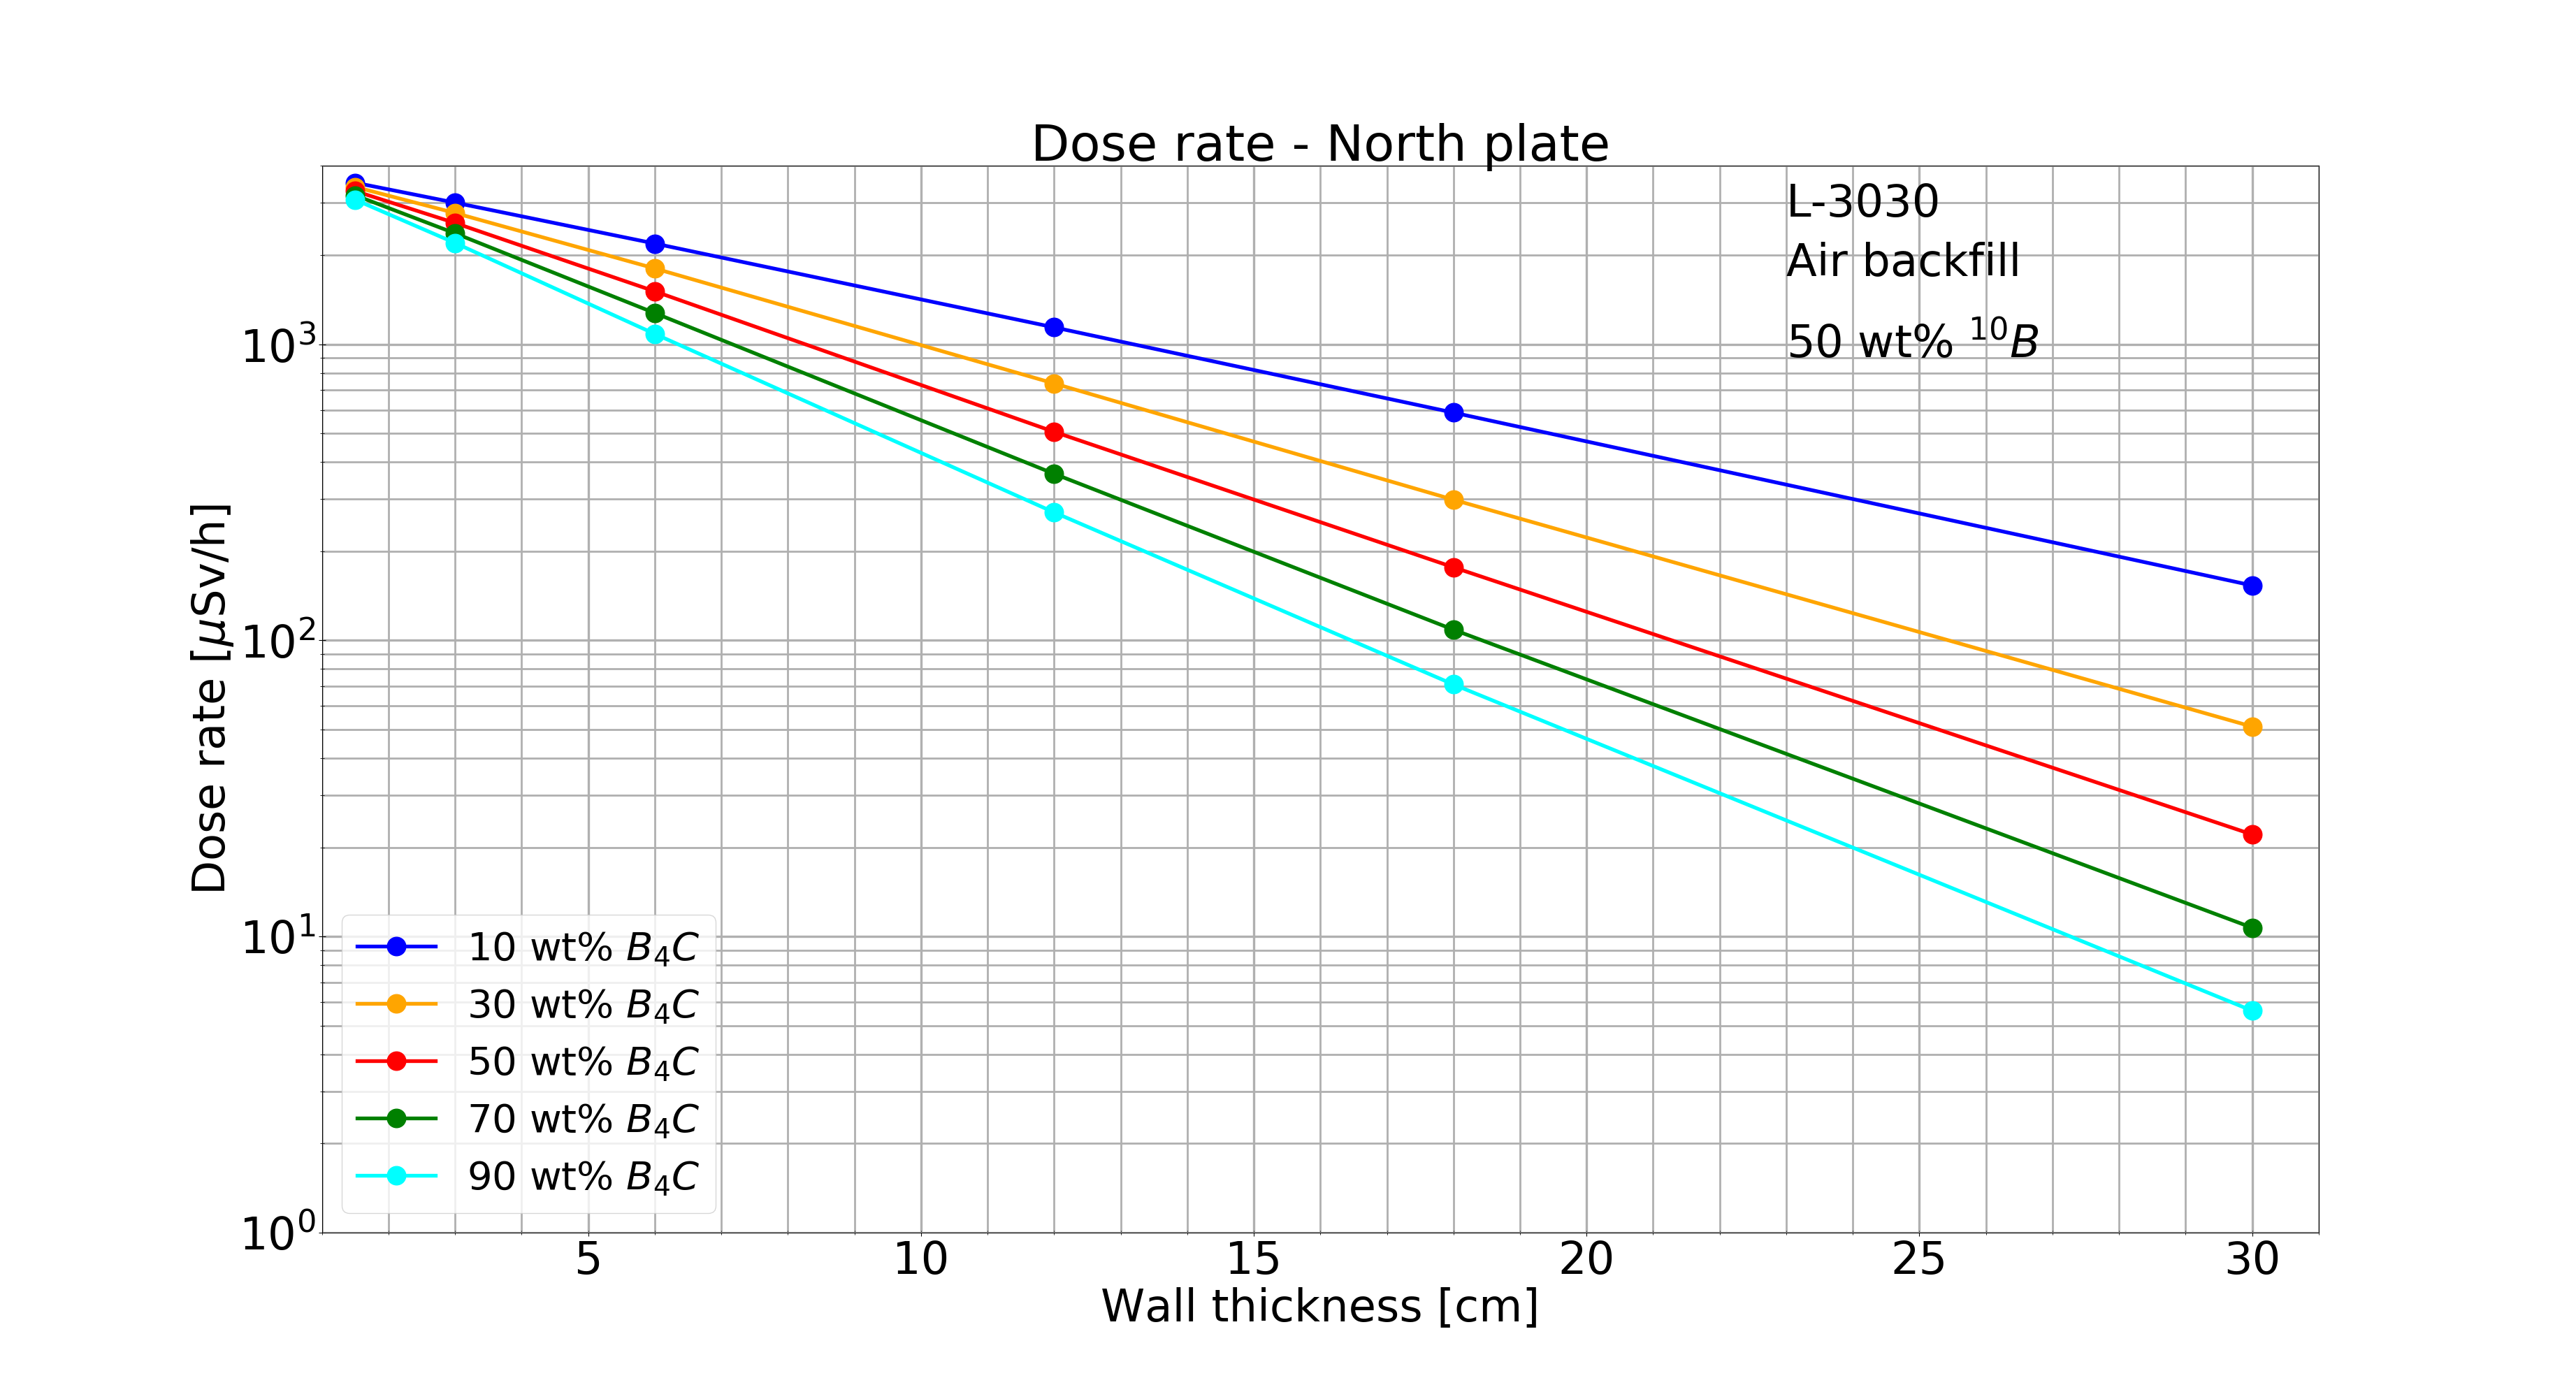 Dose rate - North plate
L-3030
Air backfill
50 wt% ¹⁰B
Dose rate [μSv/h]
10³
10²
10¹
10⁰
10 wt% B₄C
30 wt% B₄C
50 wt% B₄C
70 wt% B₄C
90 wt% B₄C
5 10 15 20 25 30
Wall thickness [cm]